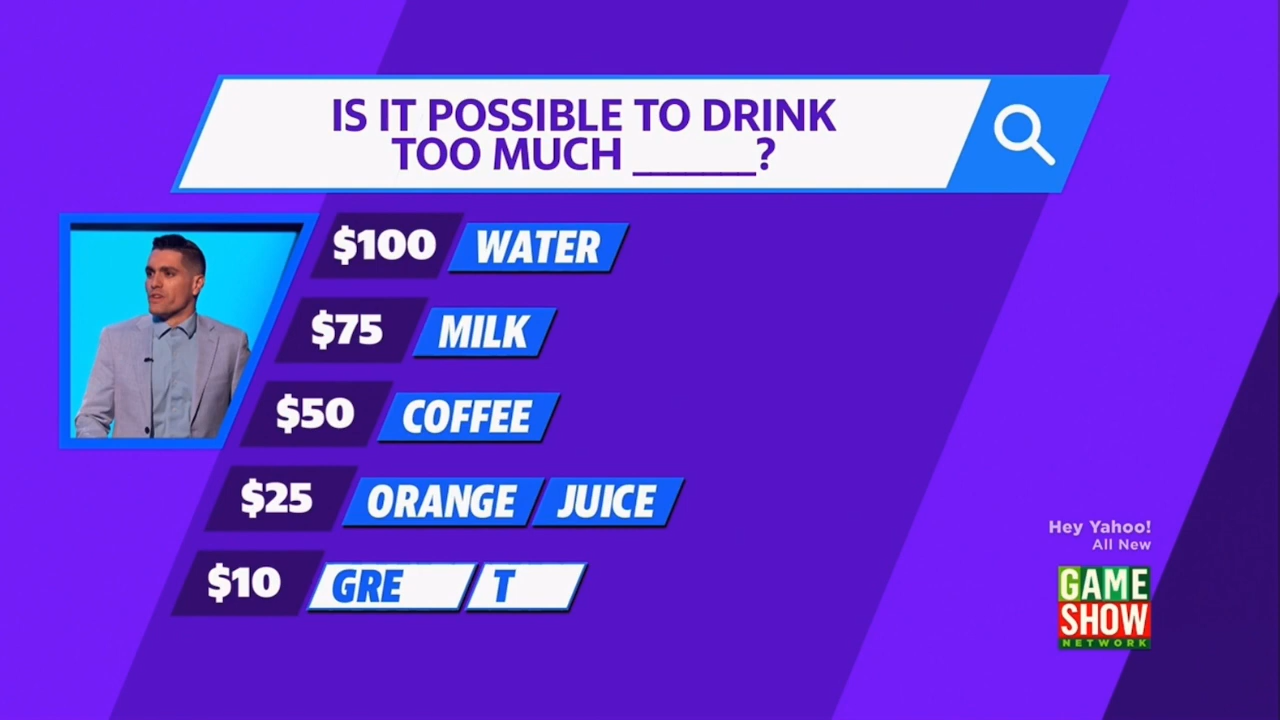 IS IT POSSIBLE TO DRINK
TOO MUCH ______?
$100 WATER
$75 MILK
$50 COFFEE
$25 ORANGE JUICE
$10 GRE T
Hey Yahoo!
All New
GAME
SHOW
NETWORK